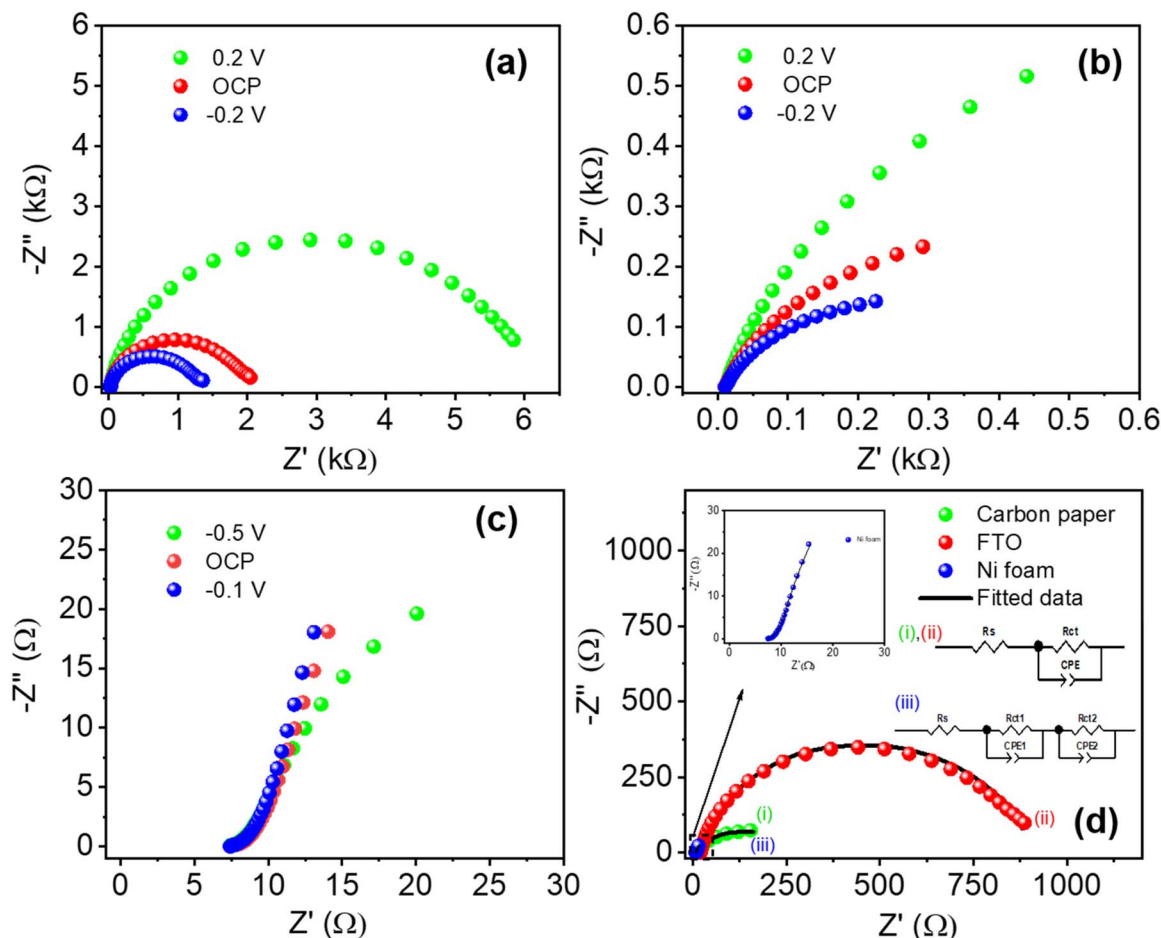 (a)
0.2 V
OCP
-0.2 V
-Z'' (kΩ)
6
5
4
3
2
1
0
0 1 2 3 4 5 6
Z' (kΩ)
(b)
0.2 V
OCP
-0.2 V
-Z'' (kΩ)
0.6
0.5
0.4
0.3
0.2
0.1
0.0
0.0 0.1 0.2 0.3 0.4 0.5 0.6
Z' (kΩ)
(c)
-0.5 V
OCP
-0.1 V
-Z'' (Ω)
30
25
20
15
10
5
0
0 5 10 15 20 25 30
Z' (Ω)
Carbon paper
FTO
Ni foam
Fitted data
-Z'' (Ω)
1000
750
500
250
0
0 250 500 750 1000
Z' (Ω)
(d)
30
20
10
0
0 10 20 30
-Z'' (Ω)
Z' (Ω)
Ni foam
(i),(ii)
Rs
Rct
CPE
(iii)
Rs
Rct1
Rct2
CPE1
CPE2
(i)
(ii)
(iii)